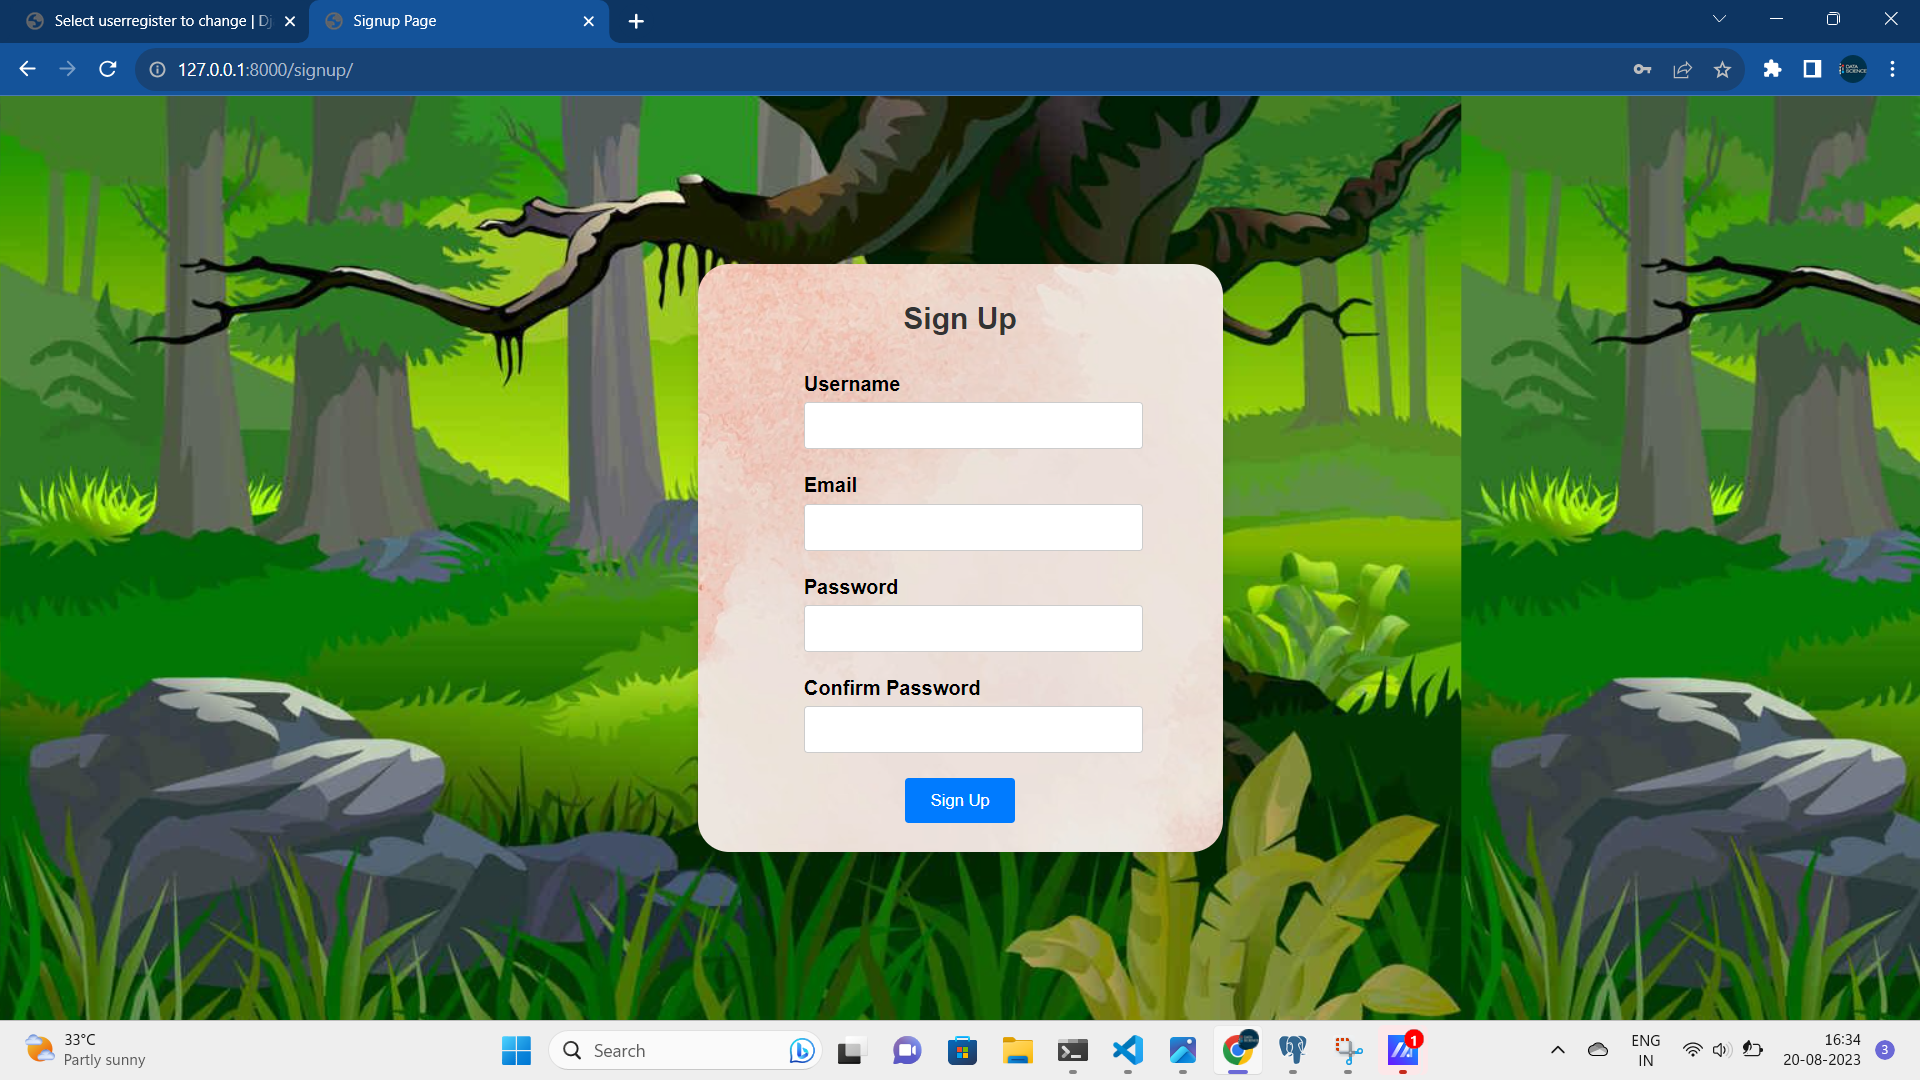 Select userregister to change | Dj
Signup Page
127.0.0.1:8000/signup/
Sign Up
Username
Email
Password
Confirm Password
Sign Up
33°C
Partly sunny
Search
1
ENG
IN
16:34
20-08-2023
3